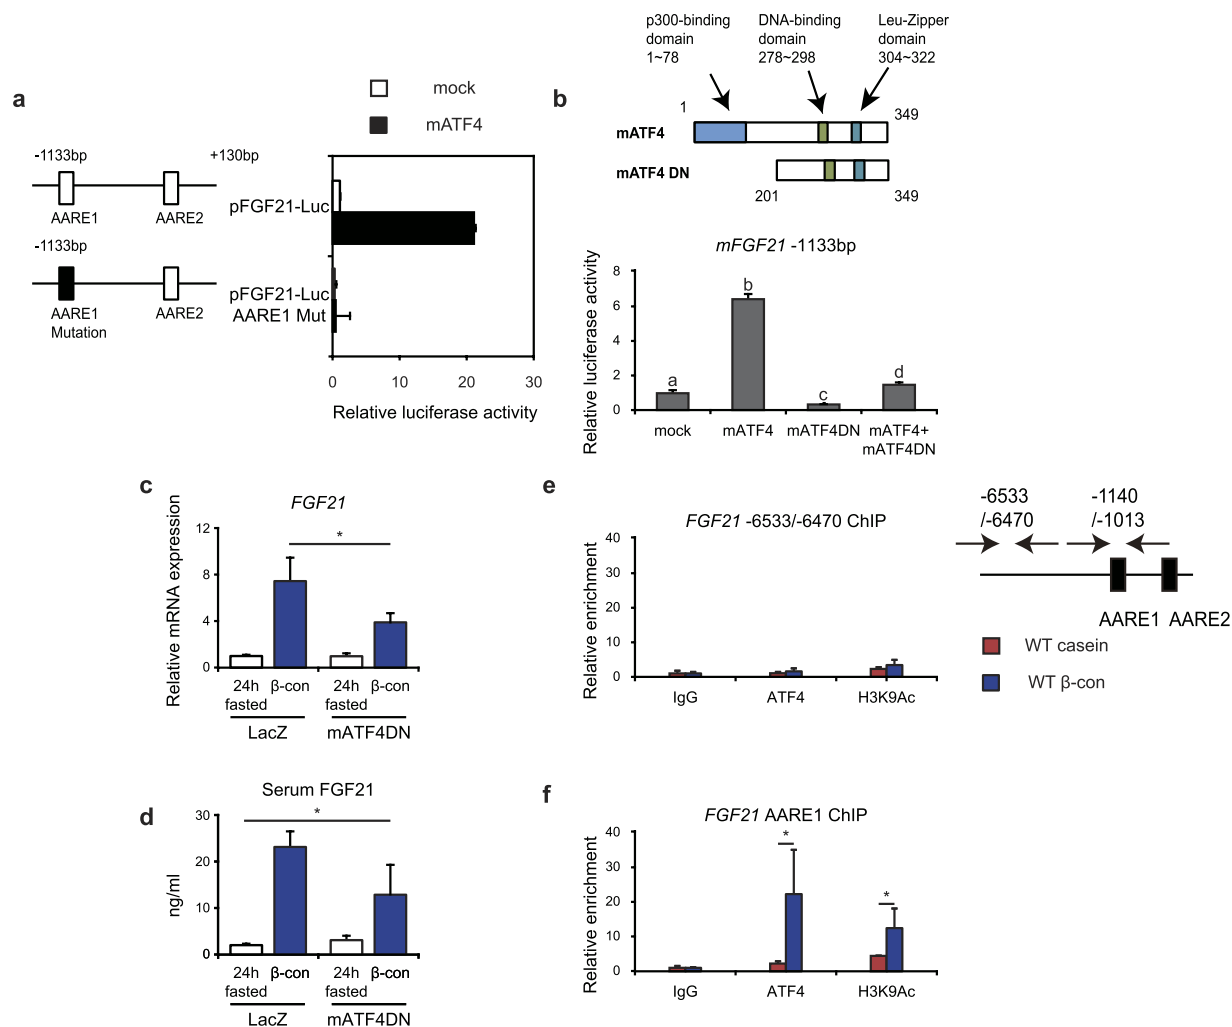 a
mock
mATF4
-1133bp
+130bp
AARE1
AARE2
pFGF21-Luc
-1133bp
AARE1
Mutation
AARE2
pFGF21-Luc
AARE1 Mut
0
10
20
30
Relative luciferase activity
b
p300-binding
domain
1~78
DNA-binding
domain
278~298
Leu-Zipper
domain
304~322
1
349
mATF4
mATF4 DN
201
349
mFGF21 -1133bp
Relative luciferase activity
8
6
4
2
0
a
b
c
d
mock
mATF4
mATF4DN
mATF4+
mATF4DN
c
FGF21
Relative mRNA expression
12
8
4
0
*
24h
fasted
β-con
24h
fasted
β-con
LacZ
mATF4DN
d
Serum FGF21
ng/ml
30
20
10
0
*
24h
fasted
β-con
24h
fasted
β-con
LacZ
mATF4DN
e
FGF21 -6533/-6470 ChIP
Relative enrichment
40
30
20
10
0
IgG
ATF4
H3K9Ac
-6533
/-6470
-1140
/-1013
AARE1
AARE2
WT casein
WT β-con
f
FGF21 AARE1 ChIP
Relative enrichment
40
30
20
10
0
*
*
IgG
ATF4
H3K9Ac